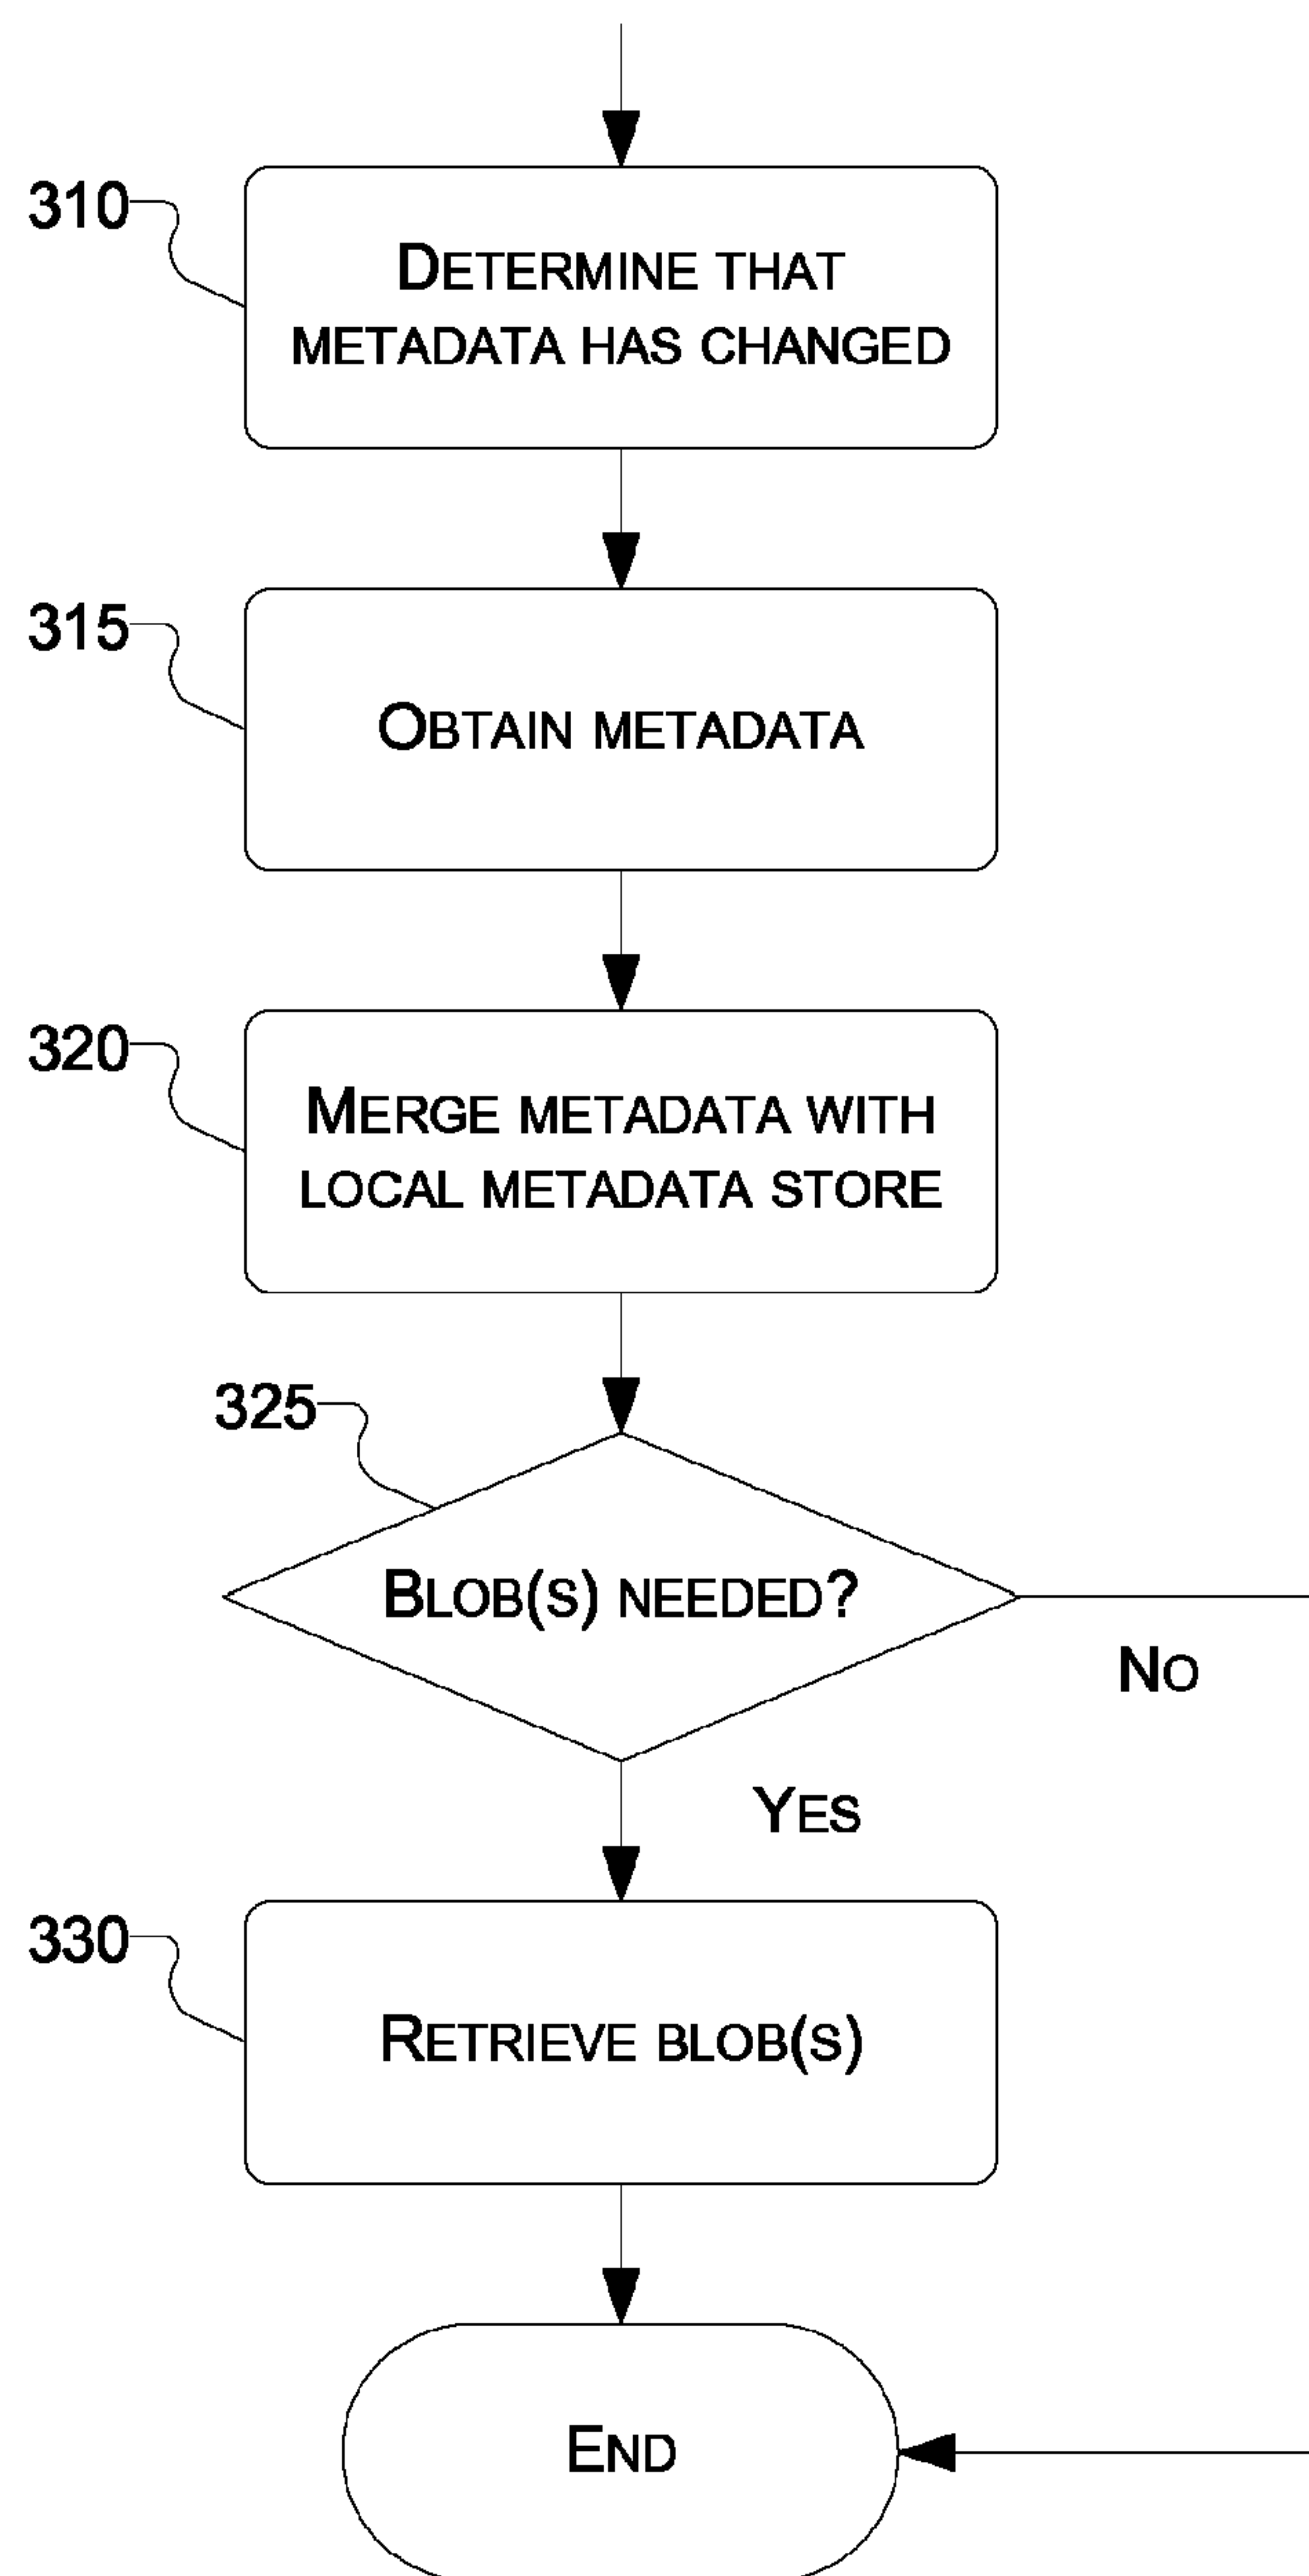 310
DETERMINE THAT
METADATA HAS CHANGED
315
OBTAIN METADATA
320
MERGE METADATA WITH
LOCAL METADATA STORE
325
BLOB(S) NEEDED?
NO
YES
330
RETRIEVE BLOB(S)
END